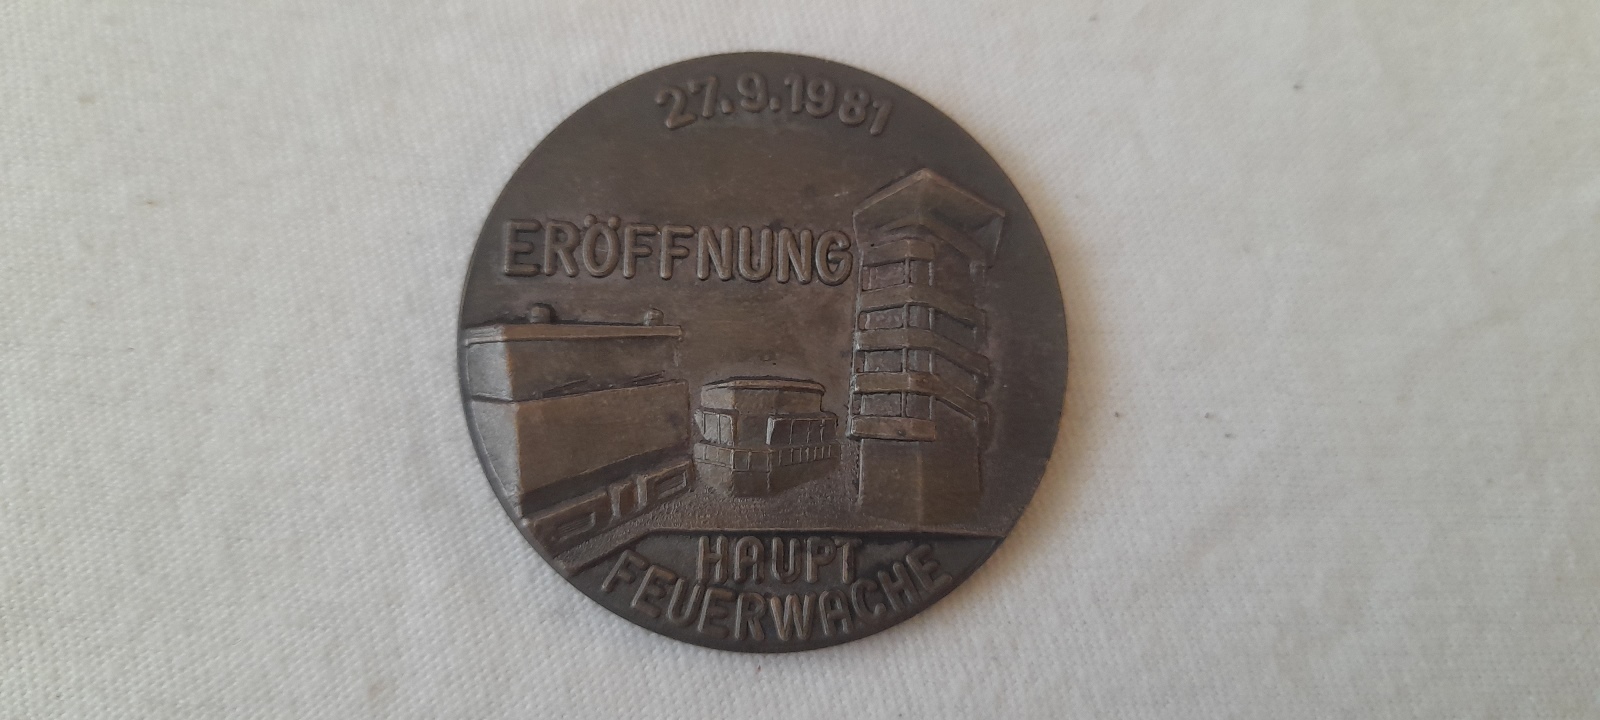 27.9.1981
ERÖFFNUNG
HAUPT
FEUERWACHE